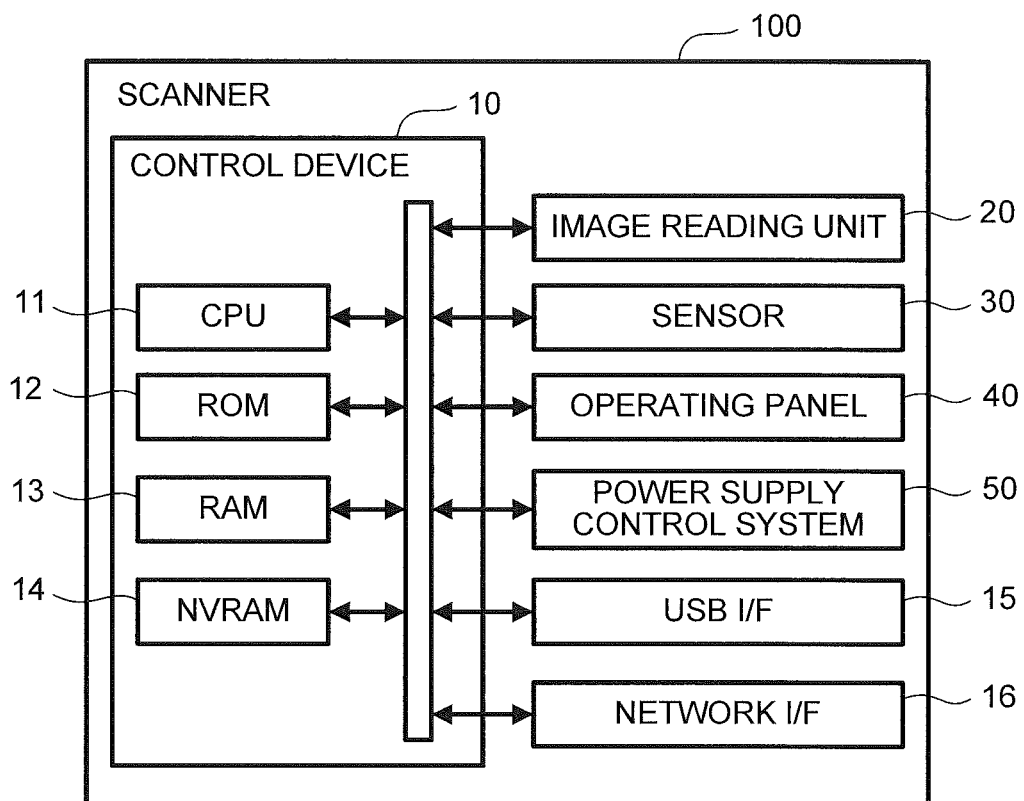 100
SCANNER
10
CONTROL DEVICE
IMAGE READING UNIT
20
11
CPU
SENSOR
30
12
ROM
OPERATING PANEL
40
13
RAM
POWER SUPPLY
CONTROL SYSTEM
50
14
NVRAM
USB I/F
15
NETWORK I/F
16